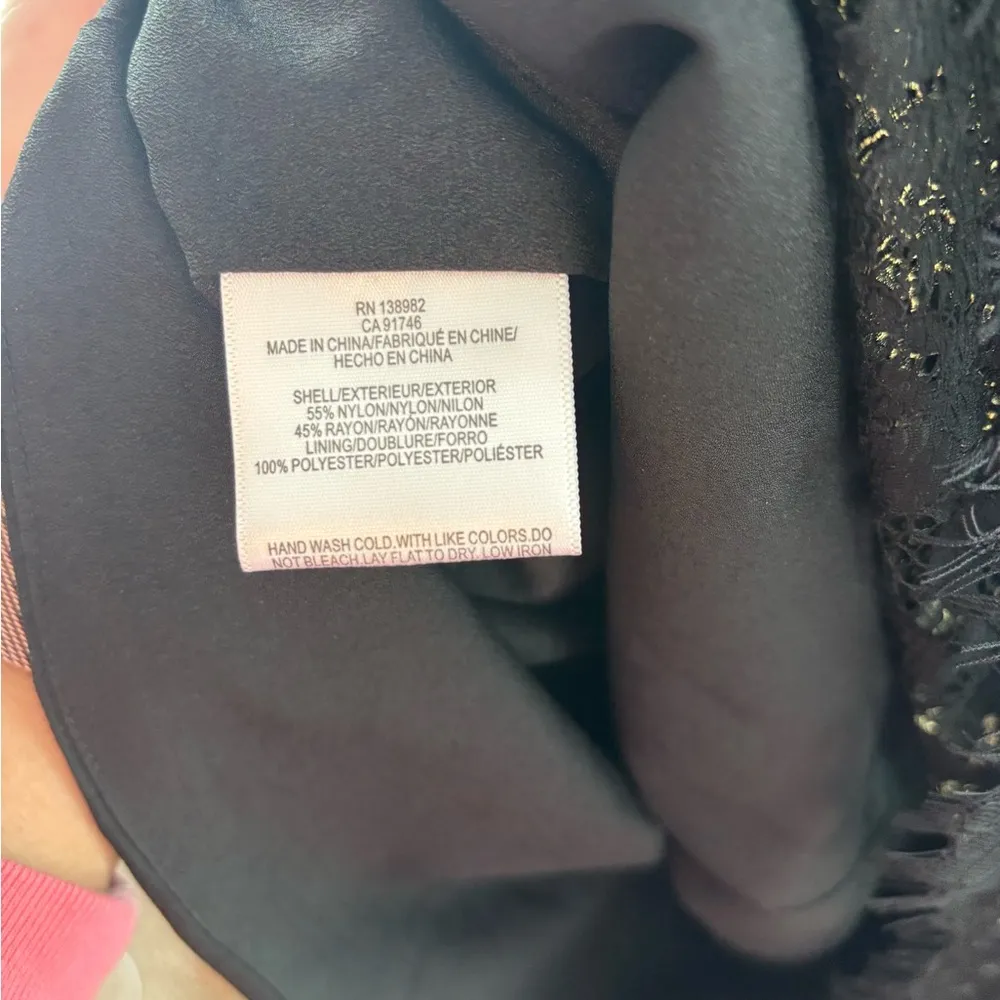 RN 138982
CA 91746
MADE IN CHINA/FABRIQUÉ EN CHINE/
HECHO EN CHINA
SHELL/EXTERIEUR/EXTERIOR
55% NYLON/NYLON/NILON
45% RAYON/RAYÓN/RAYONNE
LINING/DOUBLURE/FORRO
100% POLYESTER/POLYESTER/POLIÉSTER
HAND WASH COLD,WITH LIKE COLORS.DO
NOT BLEACH,LAY FLAT TO DRY, LOW IRON